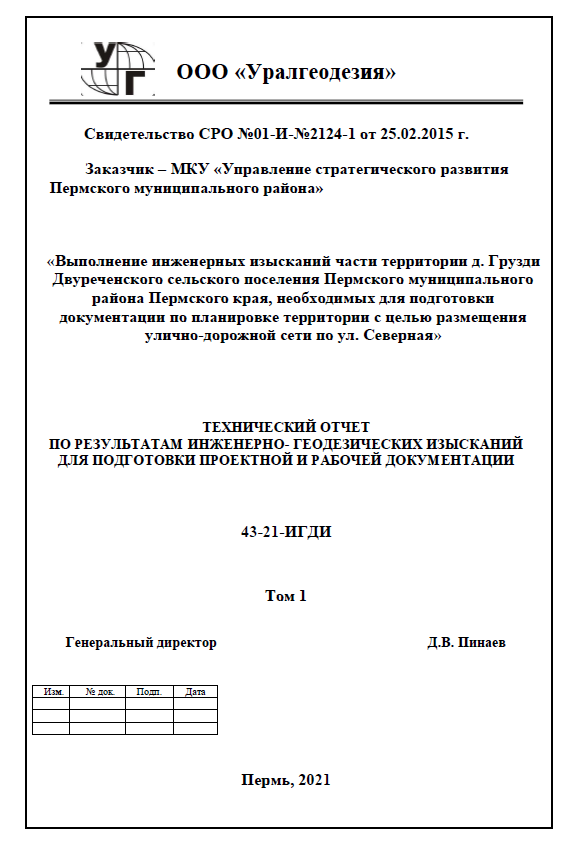 УГ
ООО «Уралгеодезия»
Свидетельство СРО №01-И-№2124-1 от 25.02.2015 г.
Заказчик – МКУ «Управление стратегического развития
Пермского муниципального района»
«Выполнение инженерных изысканий части территории д. Грузди
Двуреченского сельского поселения Пермского муниципального
района Пермского края, необходимых для подготовки
документации по планировке территории с целью размещения
улично-дорожной сети по ул. Северная»
ТЕХНИЧЕСКИЙ ОТЧЕТ
ПО РЕЗУЛЬТАТАМ ИНЖЕНЕРНО- ГЕОДЕЗИЧЕСКИХ ИЗЫСКАНИЙ
ДЛЯ ПОДГОТОВКИ ПРОЕКТНОЙ И РАБОЧЕЙ ДОКУМЕНТАЦИИ
43-21-ИГДИ
Том 1
Генеральный директор Д.В. Пинаев
Изм. № док. Подп. Дата
Пермь, 2021